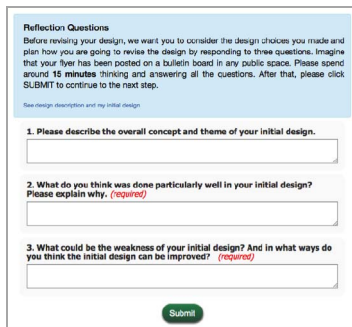 Reflection Questions
Before revising your design, we want you to consider the design choices you made and
plan how you are going to revise the design by responding to three questions. Imagine
that your flyer has been posted on a bulletin board in any public space. Please spend
around 15 minutes thinking and answering all the questions. After that, please click
SUBMIT to continue to the next step.
See design description and my initial design
1. Please describe the overall concept and theme of your initial design.
2. What do you think was done particularly well in your initial design?
Please explain why. (required)
3. What could be the weakness of your initial design? And in what ways do
you think the initial design can be improved? (required)
Submit